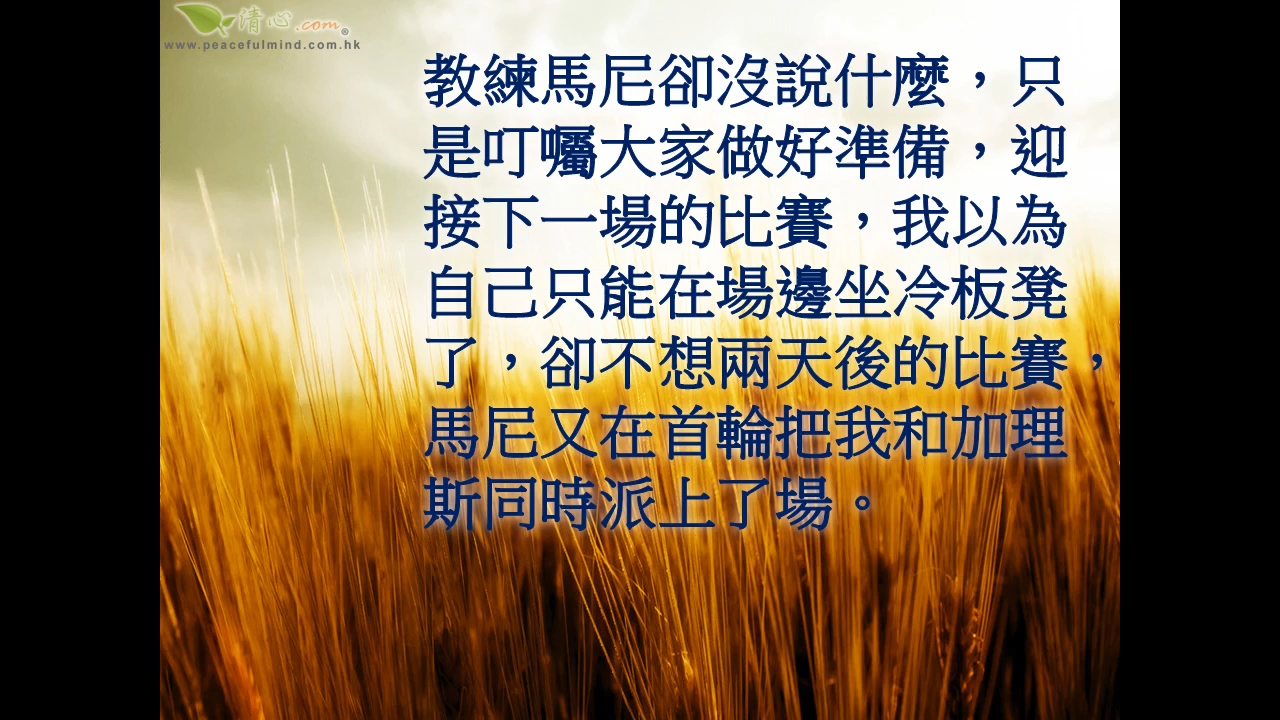 清心.com®
www.peacefulmind.com.hk
教練馬尼卻沒說什麼，只
是叮囑大家做好準備，迎
接下一場的比賽，我以為
自己只能在場邊坐冷板凳
了，卻不想兩天後的比賽，
馬尼又在首輪把我和加理
斯同時派上了場。